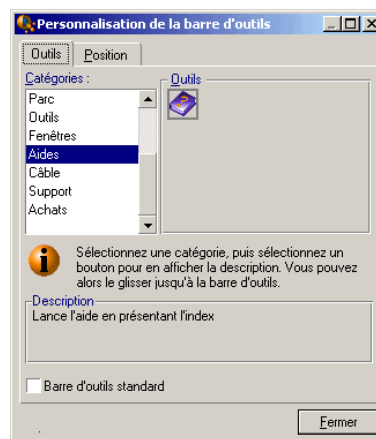 Personnalisation de la barre d'outils
Outils
Position
Catégories :
Outils
Parc
Outils
Fenêtres
Aides
Câble
Support
Achats
Sélectionnez une catégorie, puis sélectionnez un
bouton pour en afficher la description. Vous pouvez
alors le glisser jusqu'à la barre d'outils.
Description
Lance l'aide en présentant l'index
Barre d'outils standard
Fermer